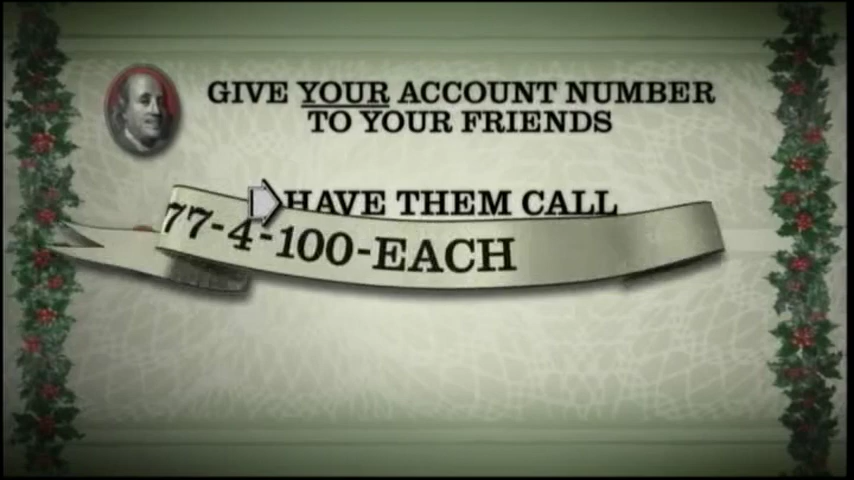 GIVE YOUR ACCOUNT NUMBER
TO YOUR FRIENDS
HAVE THEM CALL
77-4-100-EACH